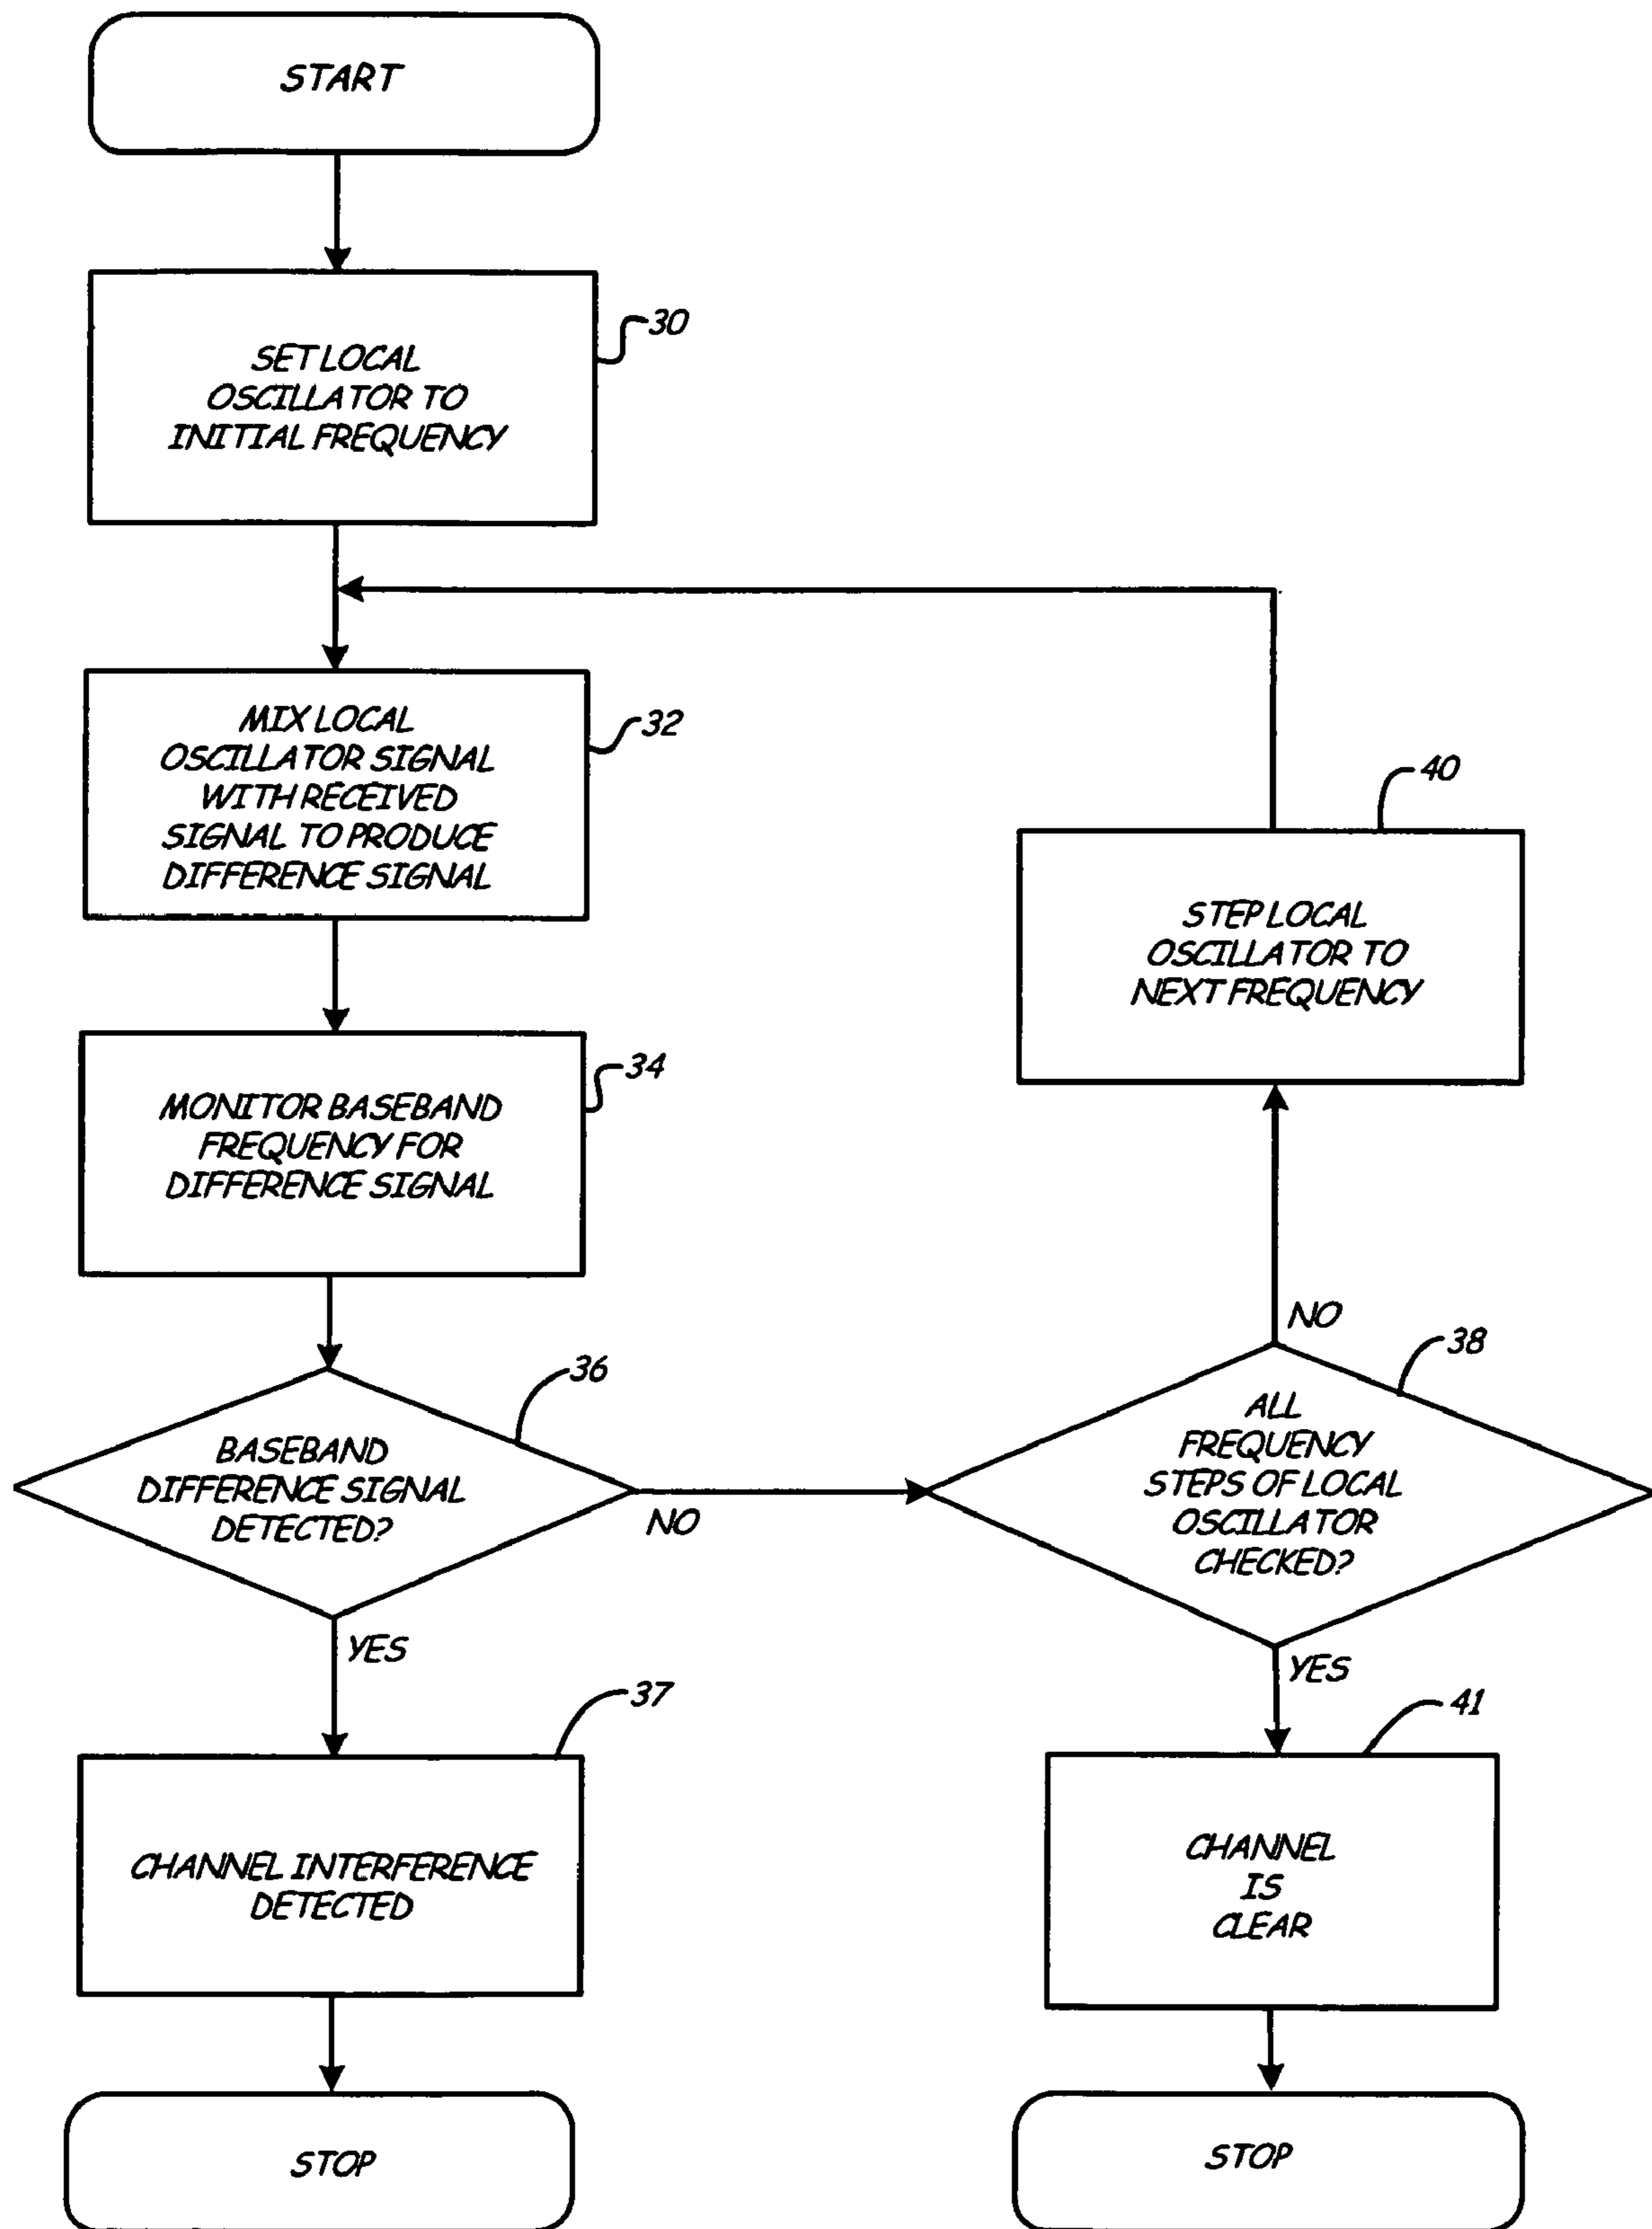 START
SET LOCAL
OSCILLATOR TO
INITIAL FREQUENCY
30
MIX LOCAL
OSCILLATOR SIGNAL
WITH RECEIVED
SIGNAL TO PRODUCE
DIFFERENCE SIGNAL
32
MONITOR BASEBAND
FREQUENCY FOR
DIFFERENCE SIGNAL
34
BASEBAND
DIFFERENCE SIGNAL
DETECTED?
36
NO
YES
CHANNEL INTERFERENCE
DETECTED
37
STOP
STEP LOCAL
OSCILLATOR TO
NEXT FREQUENCY
40
NO
ALL
FREQUENCY
STEPS OF LOCAL
OSCILLATOR
CHECKED?
38
YES
CHANNEL
IS
CLEAR
41
STOP